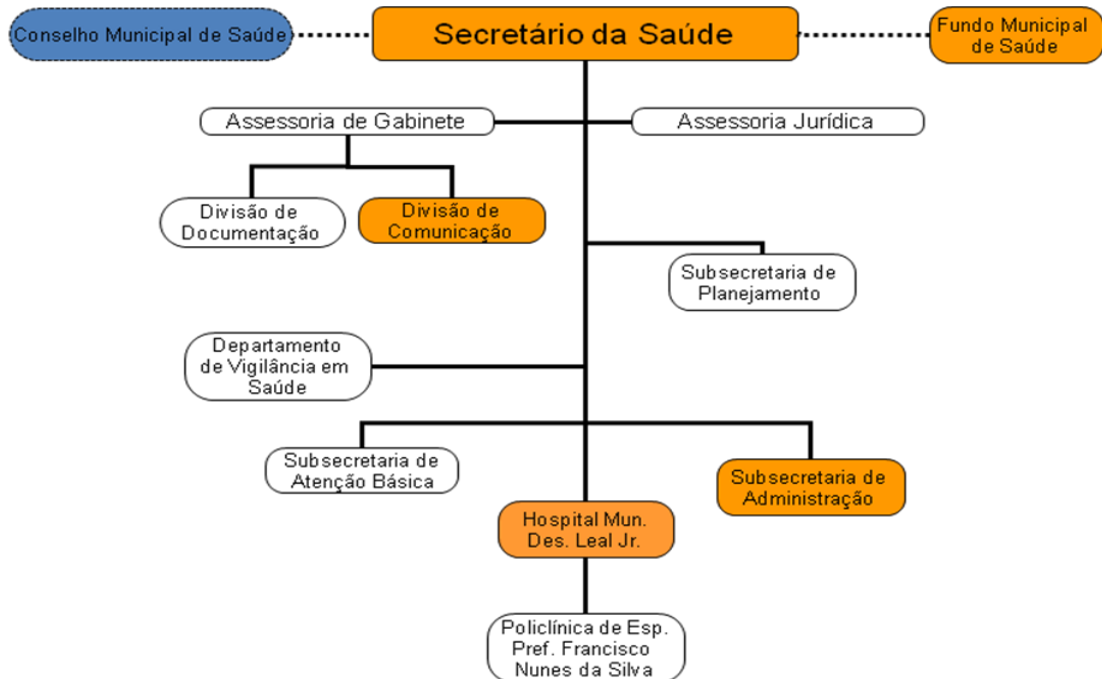 Conselho Municipal de Saúde
Secretário da Saúde
Fundo Municipal
de Saúde
Assessoria de Gabinete
Assessoria Jurídica
Divisão de
Documentação
Divisão de
Comunicação
Subsecretaria de
Planejamento
Departamento
de Vigilância em
Saúde
Subsecretaria de
Atenção Básica
Subsecretaria de
Administração
Hospital Mun.
Des. Leal Jr.
Policlínica de Esp.
Pref. Francisco
Nunes da Silva